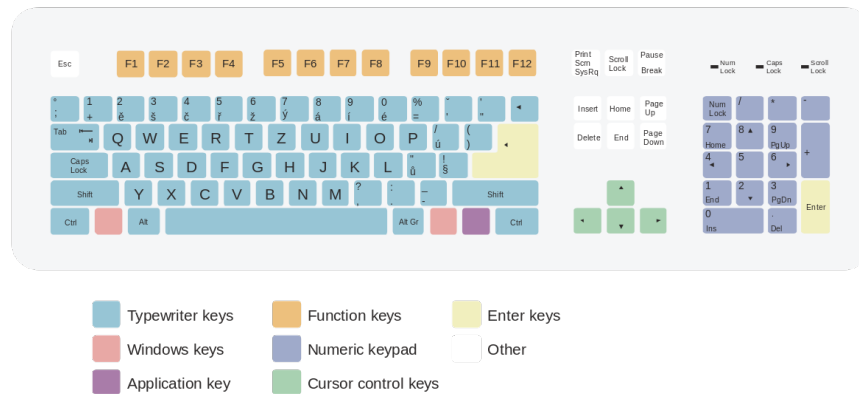 Esc F1 F2 F3 F4 F5 F6 F7 F8 F9 F10 F11 F12
Print
Scm
SysRq
Scroll
Lock
Pause
Break
Num
Lock
Caps
Lock
Scroll
Lock
° 1 2 3 4 5 6 7 8 9 0 % ˇ '
; + ě š č ř ž ý á í é = ´ ¨
Insert Home Page
Up
Num
Lock
/ * -
Tab Q W E R T Z U I O P / (
ú )
Delete End Page
Down
7 8 9
Home PgUp
+
Caps
Lock
A S D F G H J K L " !
ů §
4 5 6
Shift Y X C V B N M ? : _ Shift
, . -
1 2 3
End PgDn
Enter
Ctrl Alt Alt Gr Ctrl
0 .
Ins Del
Typewriter keys
Function keys
Enter keys
Windows keys
Numeric keypad
Other
Application key
Cursor control keys